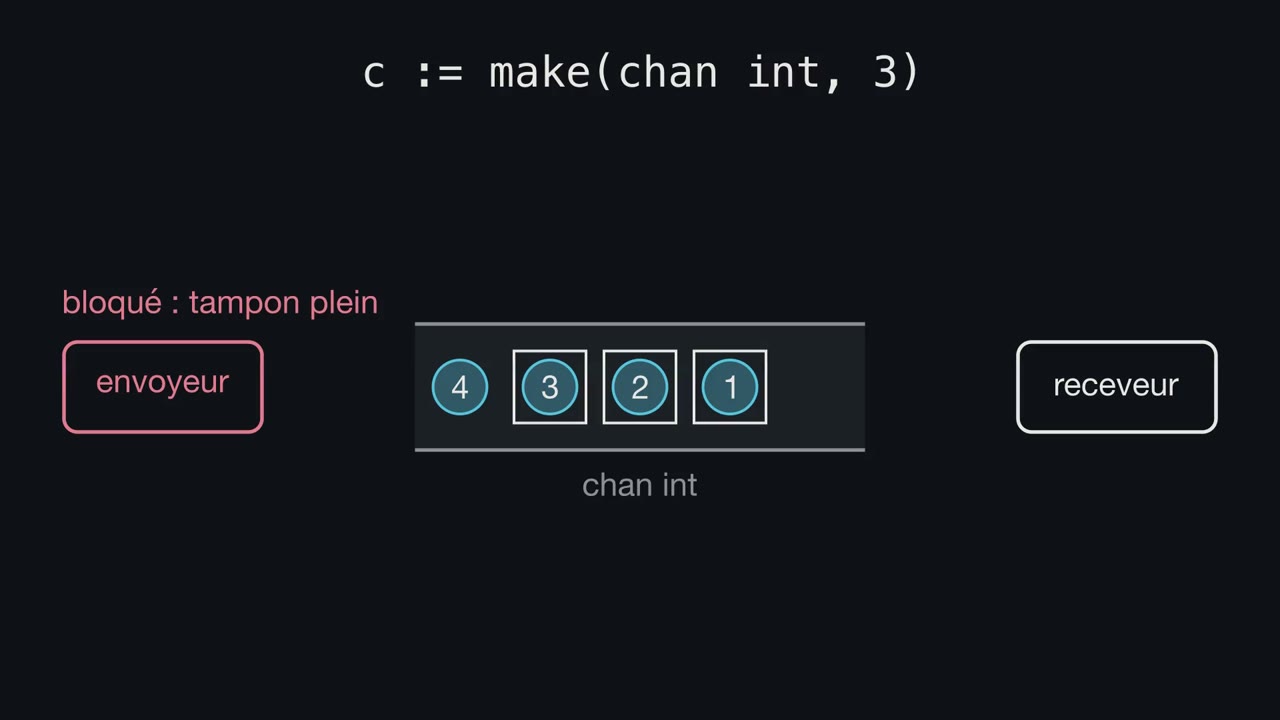 c := make(chan int, 3)
bloqué : tampon plein
envoyeur
4 3 2 1
receveur
chan int